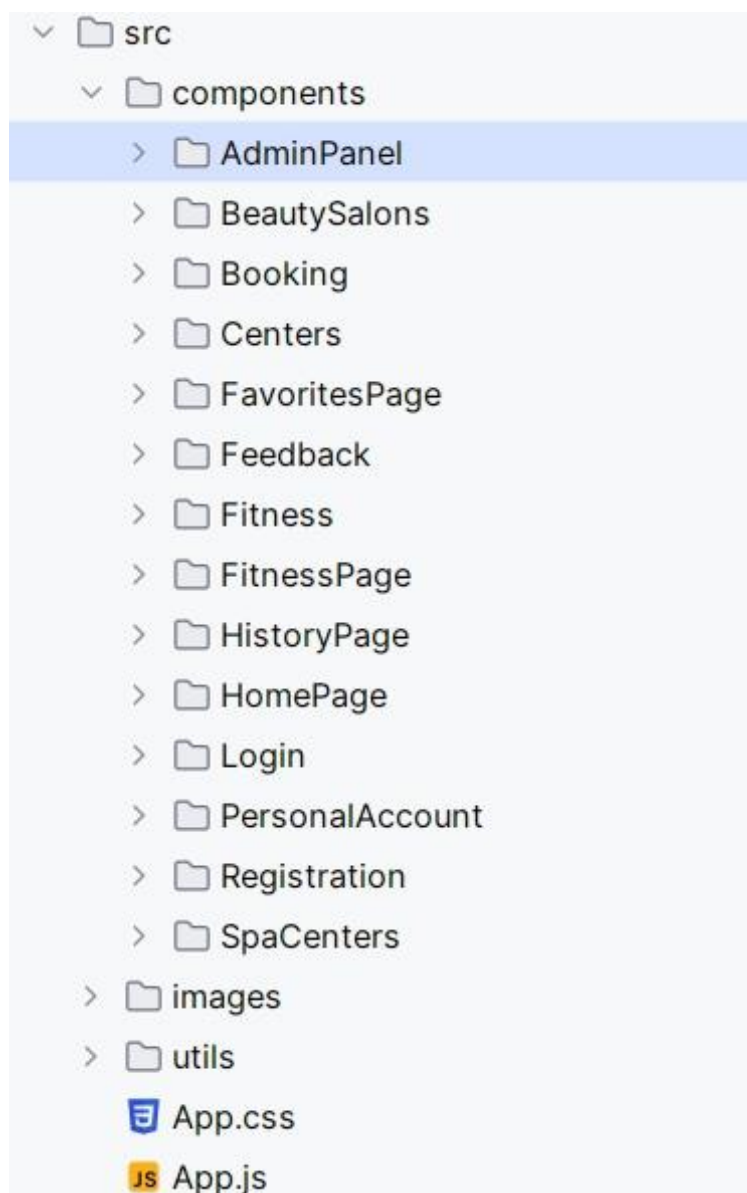 src
components
AdminPanel
BeautySalons
Booking
Centers
FavoritesPage
Feedback
Fitness
FitnessPage
HistoryPage
HomePage
Login
PersonalAccount
Registration
SpaCenters
images
utils
App.css
JS App.js